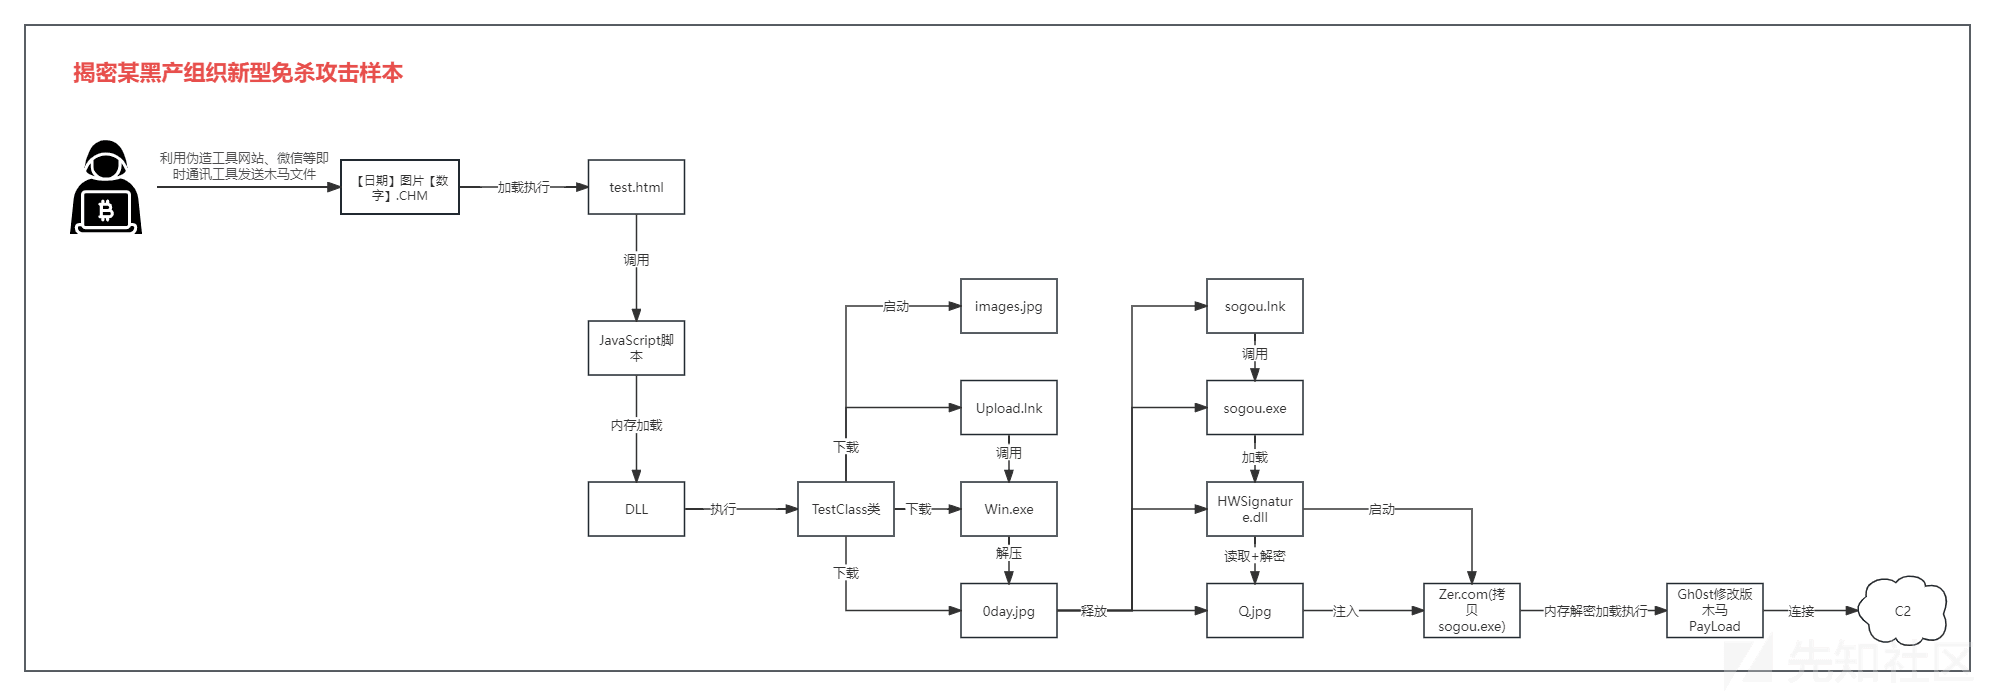 揭密某黑产组织新型免杀攻击样本
利用伪造工具网站、微信等即
时通讯工具发送木马文件
【日期】图片【数
字】.CHM
加载执行
test.html
调用
JavaScript脚
本
内存加载
DLL
执行
TestClass类
下载
启动
images.jpg
Upload.lnk
调用
下载
Win.exe
解压
下载
0day.jpg
释放
sogou.lnk
调用
sogou.exe
加载
HWSignatur
e.dll
启动
读取+解密
Q.jpg
注入
Zer.com(拷
贝
sogou.exe)
内存解密加载执行
Gh0st修改版
木马
PayLoad
连接
C2
先知社区